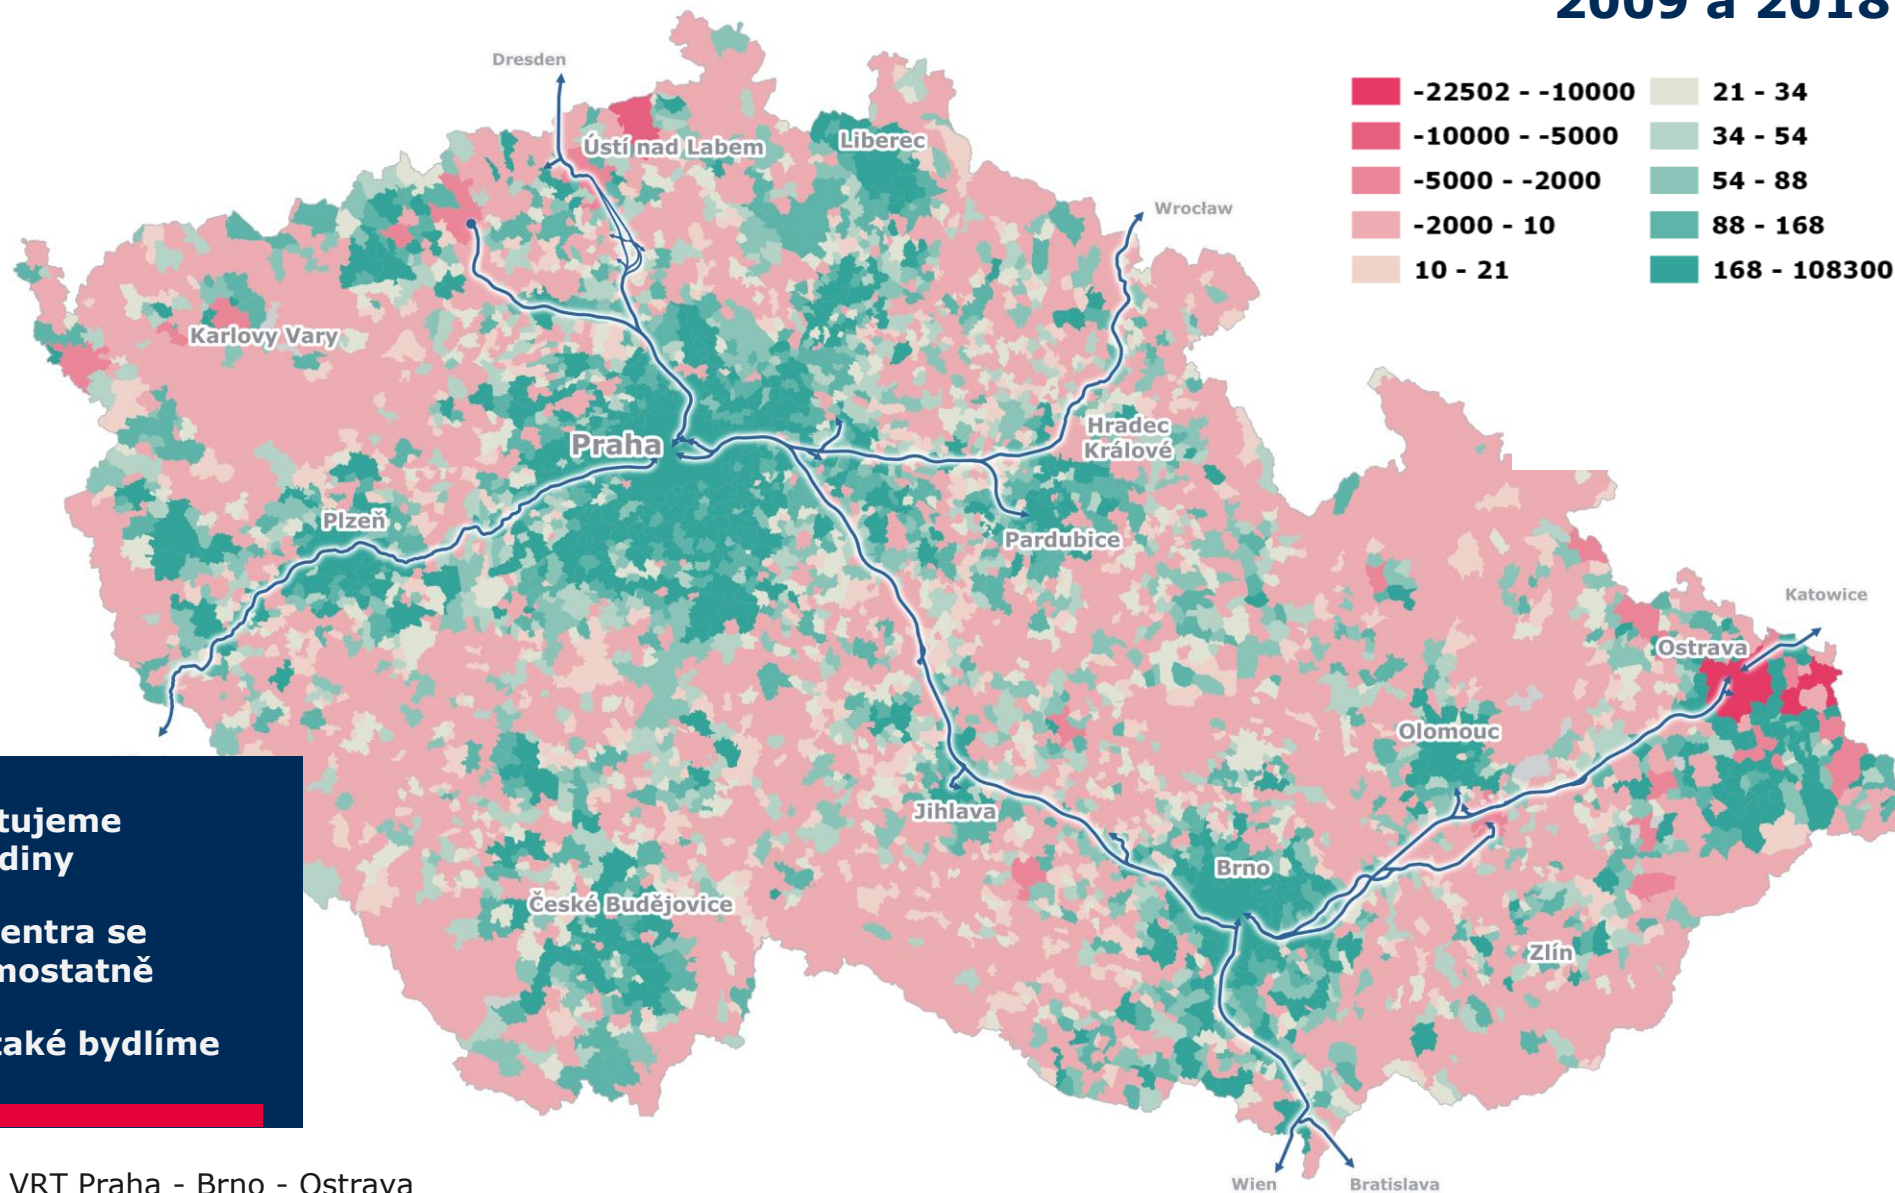 2009 a 2018
-22502 - -10000
-10000 - -5000
-5000 - -2000
-2000 - 10
10 - 21
21 - 34
34 - 54
54 - 88
88 - 168
168 - 108300
Dresden
Ústí nad Labem
Liberec
Wrocław
Karlovy Vary
Praha
Hradec
Králové
Plzeň
Pardubice
Katowice
Ostrava
Olomouc
Jihlava
Brno
České Budějovice
Zlín
Wien
Bratislava
tujeme
diny
entra se
mostatně
také bydlíme
VRT Praha - Brno - Ostrava